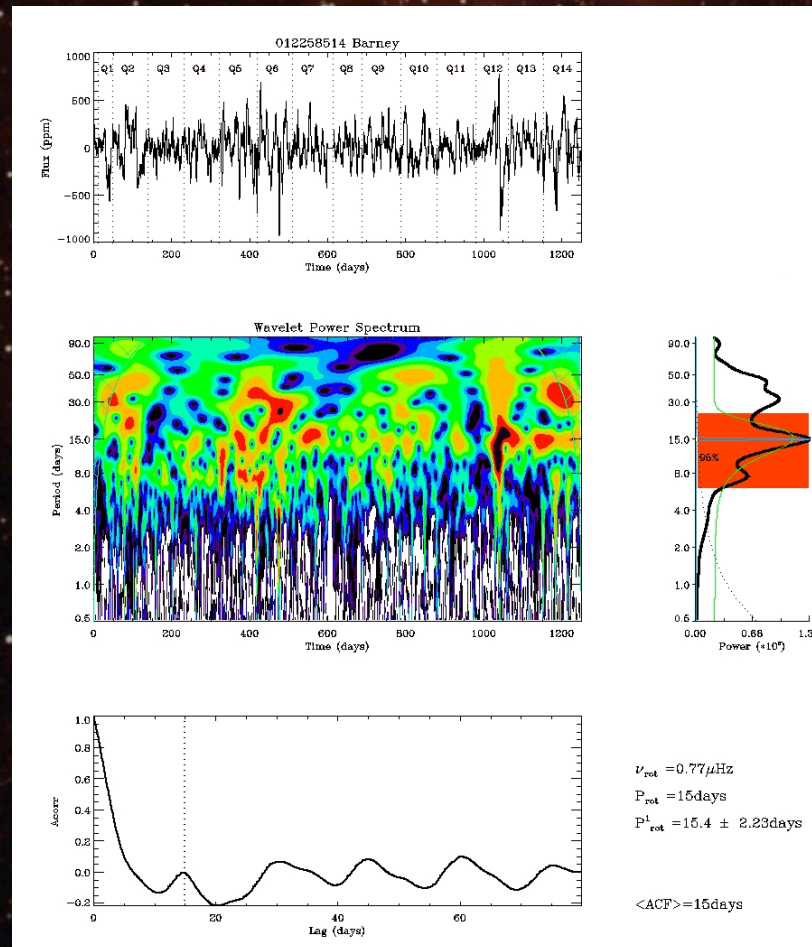 012258514 Barney
1000
500
0
-500
-1000
Flux (ppm)
Q1 Q2 Q3 Q4 Q5 Q6 Q7 Q8 Q9 Q10 Q11 Q12 Q13 Q14
0 200 400 600 800 1000 1200
Time (days)
Wavelet Power Spectrum
Period (days)
50.0
30.0
15.0
8.0
4.0
2.0
1.0
0.5
0 200 400 600 800 1000 1200
Time (days)
50.0
30.0
15.0
8.0
4.0
2.0
1.0
0.5
0.00 0.68 1.3
Power (*10⁶)
Acorr
1.0
0.8
0.6
0.4
0.2
0.0
-0.2
0 20 40 60
Lag (days)
ν_rot =0.77μHz
P_rot =15days
P¹_rot =15.4 ± 2.23days
<ACF>=15days